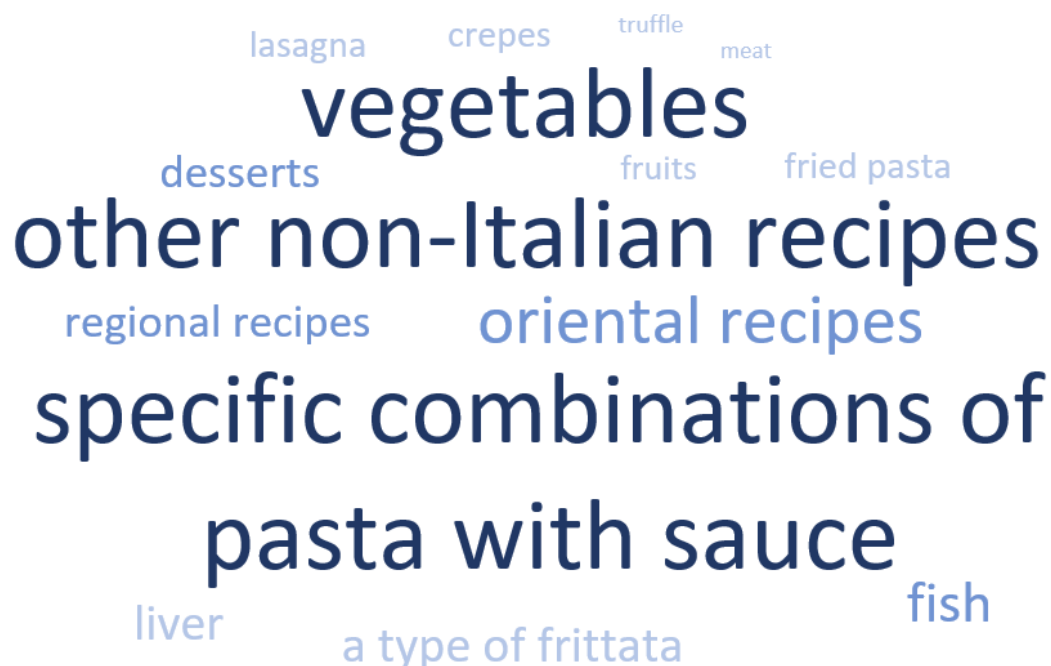 lasagna crepes truffle meat
vegetables
desserts fruits fried pasta
other non-Italian recipes
regional recipes oriental recipes
specific combinations of
pasta with sauce
fish
liver a type of frittata